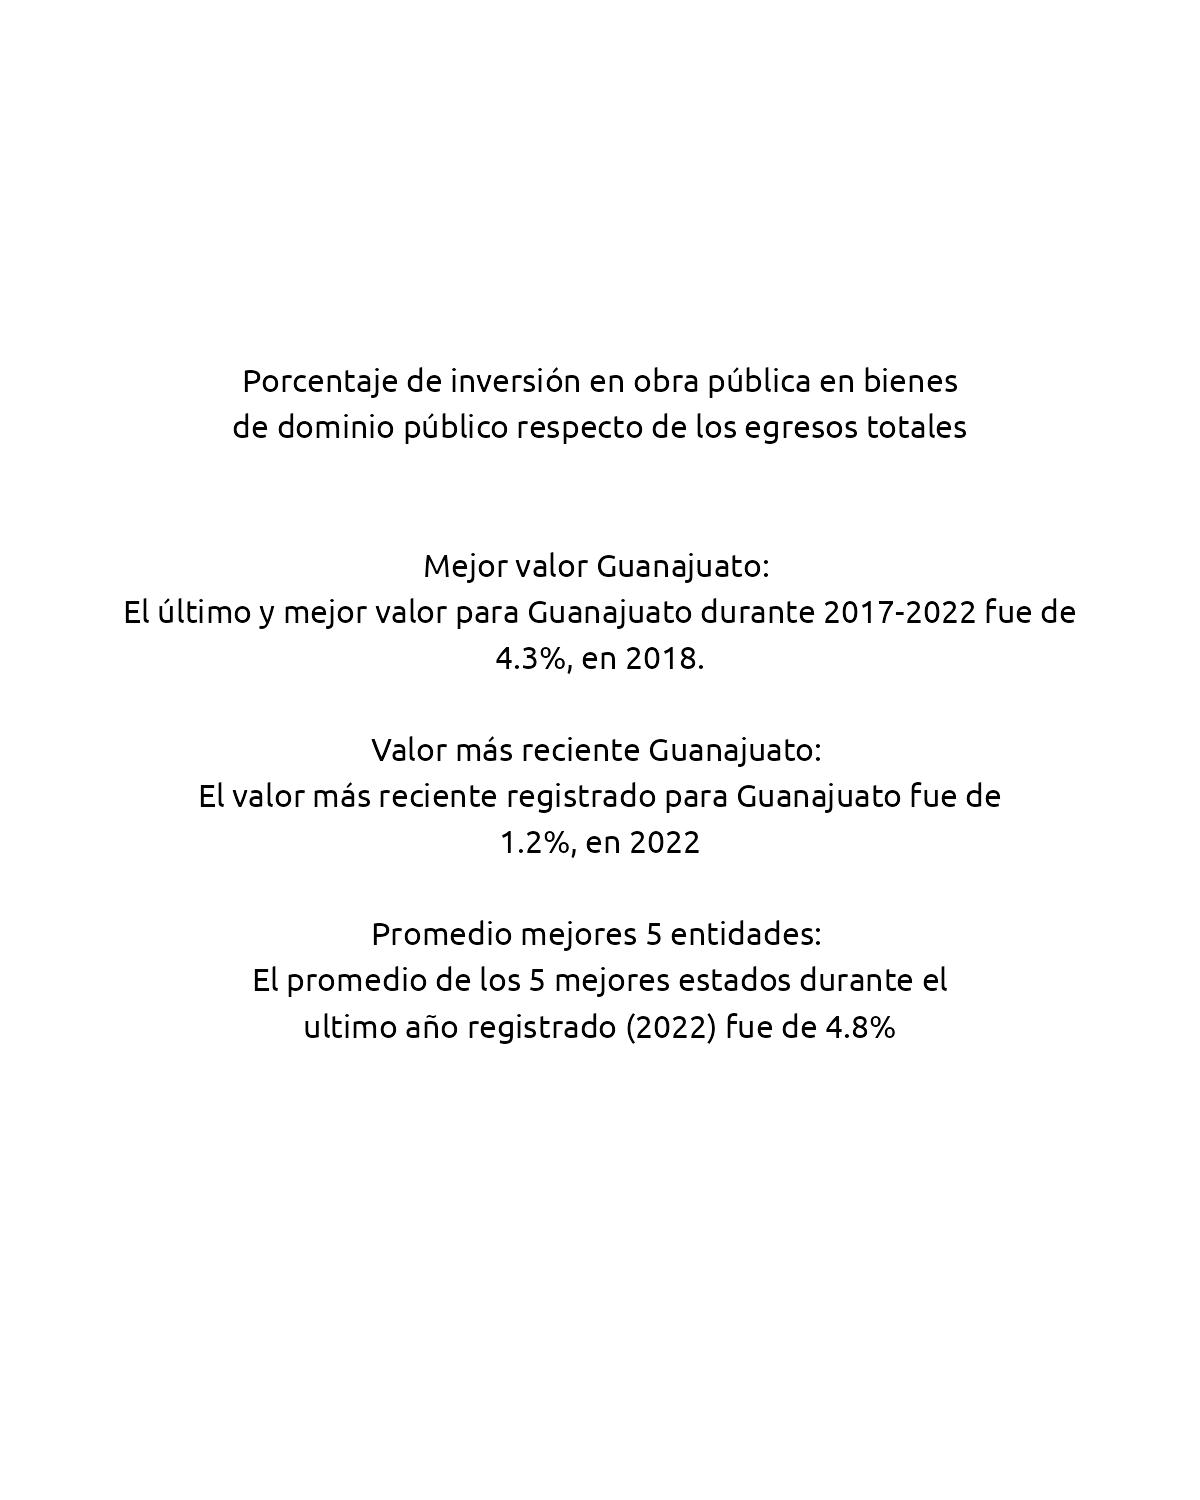 Porcentaje de inversión en obra pública en bienes
de dominio público respecto de los egresos totales
Mejor valor Guanajuato:
El último y mejor valor para Guanajuato durante 2017-2022 fue de
4.3%, en 2018.
Valor más reciente Guanajuato:
El valor más reciente registrado para Guanajuato fue de
1.2%, en 2022
Promedio mejores 5 entidades:
El promedio de los 5 mejores estados durante el
ultimo año registrado (2022) fue de 4.8%